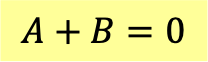 A + B = 0